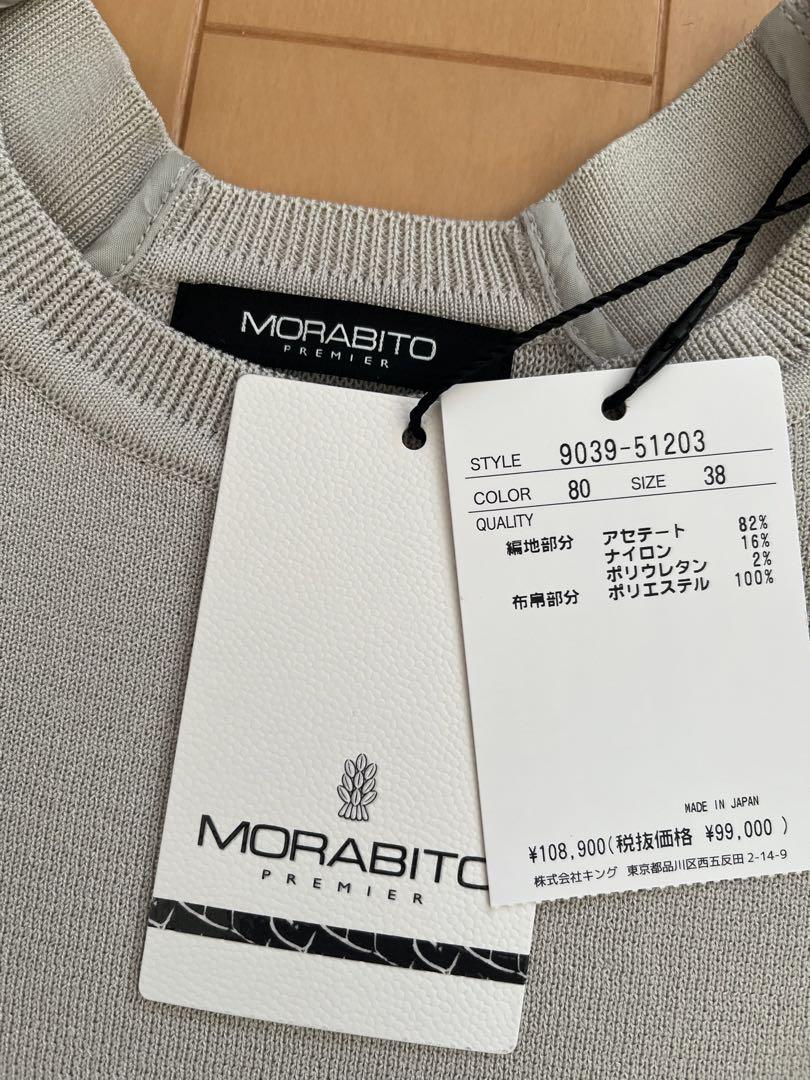 MORABITO
PREMIER
MORABITO
PREMIER
STYLE 9039-51203
COLOR 80 SIZE 38
QUALITY
編地部分 アセテート 82%
ナイロン 16%
ポリウレタン 2%
布帛部分 ポリエステル 100%
MADE IN JAPAN
¥108,900(税抜価格 ¥99,000 )
株式会社キング 東京都品川区西五反田 2-14-9